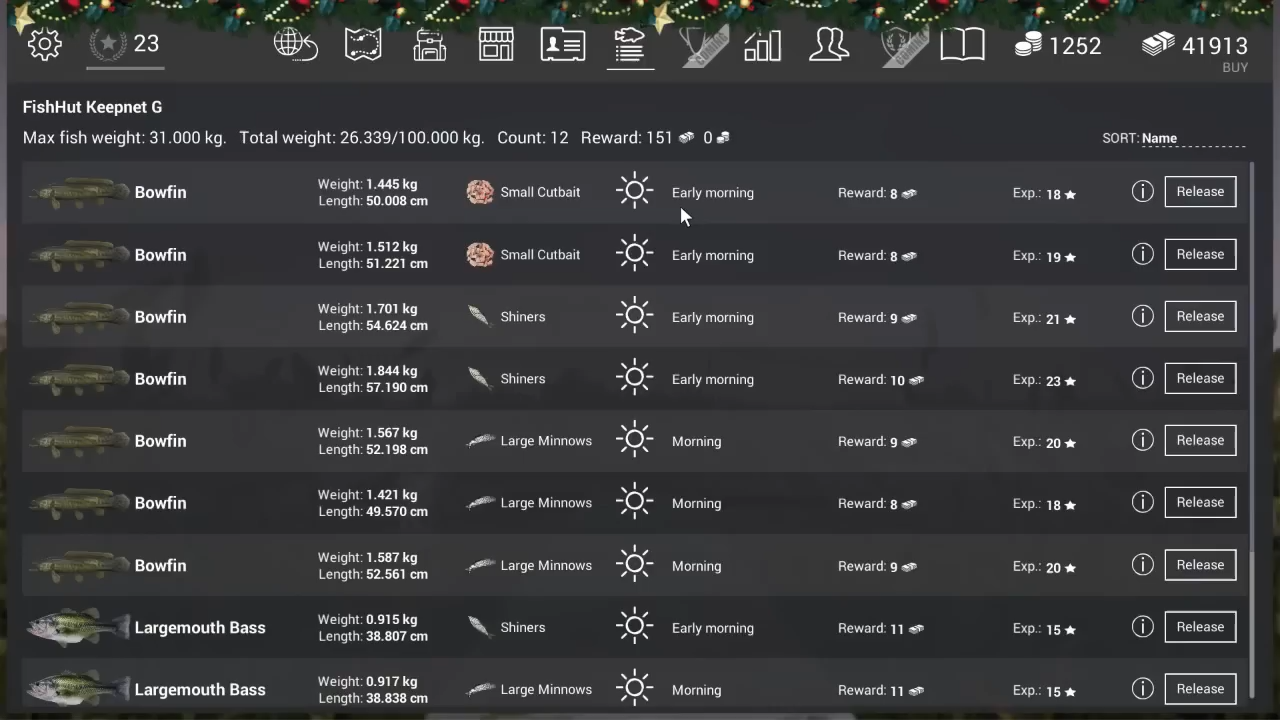 23
1252
41913
BUY
FishHut Keepnet G
Max fish weight: 31.000 kg. Total weight: 26.339/100.000 kg. Count: 12 Reward: 151 0
SORT: Name
Bowfin Weight: 1.445 kg Small Cutbait Early morning Reward: 8 Exp.: 18 Release
Length: 50.008 cm
Bowfin Weight: 1.512 kg Small Cutbait Early morning Reward: 8 Exp.: 19 Release
Length: 51.221 cm
Bowfin Weight: 1.701 kg Shiners Early morning Reward: 9 Exp.: 21 Release
Length: 54.624 cm
Bowfin Weight: 1.844 kg Shiners Early morning Reward: 10 Exp.: 23 Release
Length: 57.190 cm
Bowfin Weight: 1.567 kg Large Minnows Morning Reward: 9 Exp.: 20 Release
Length: 52.198 cm
Bowfin Weight: 1.421 kg Large Minnows Morning Reward: 8 Exp.: 18 Release
Length: 49.570 cm
Bowfin Weight: 1.587 kg Large Minnows Morning Reward: 9 Exp.: 20 Release
Length: 52.561 cm
Largemouth Bass Weight: 0.915 kg Shiners Early morning Reward: 11 Exp.: 15 Release
Length: 38.807 cm
Largemouth Bass Weight: 0.917 kg Large Minnows Morning Reward: 11 Exp.: 15 Release
Length: 38.838 cm